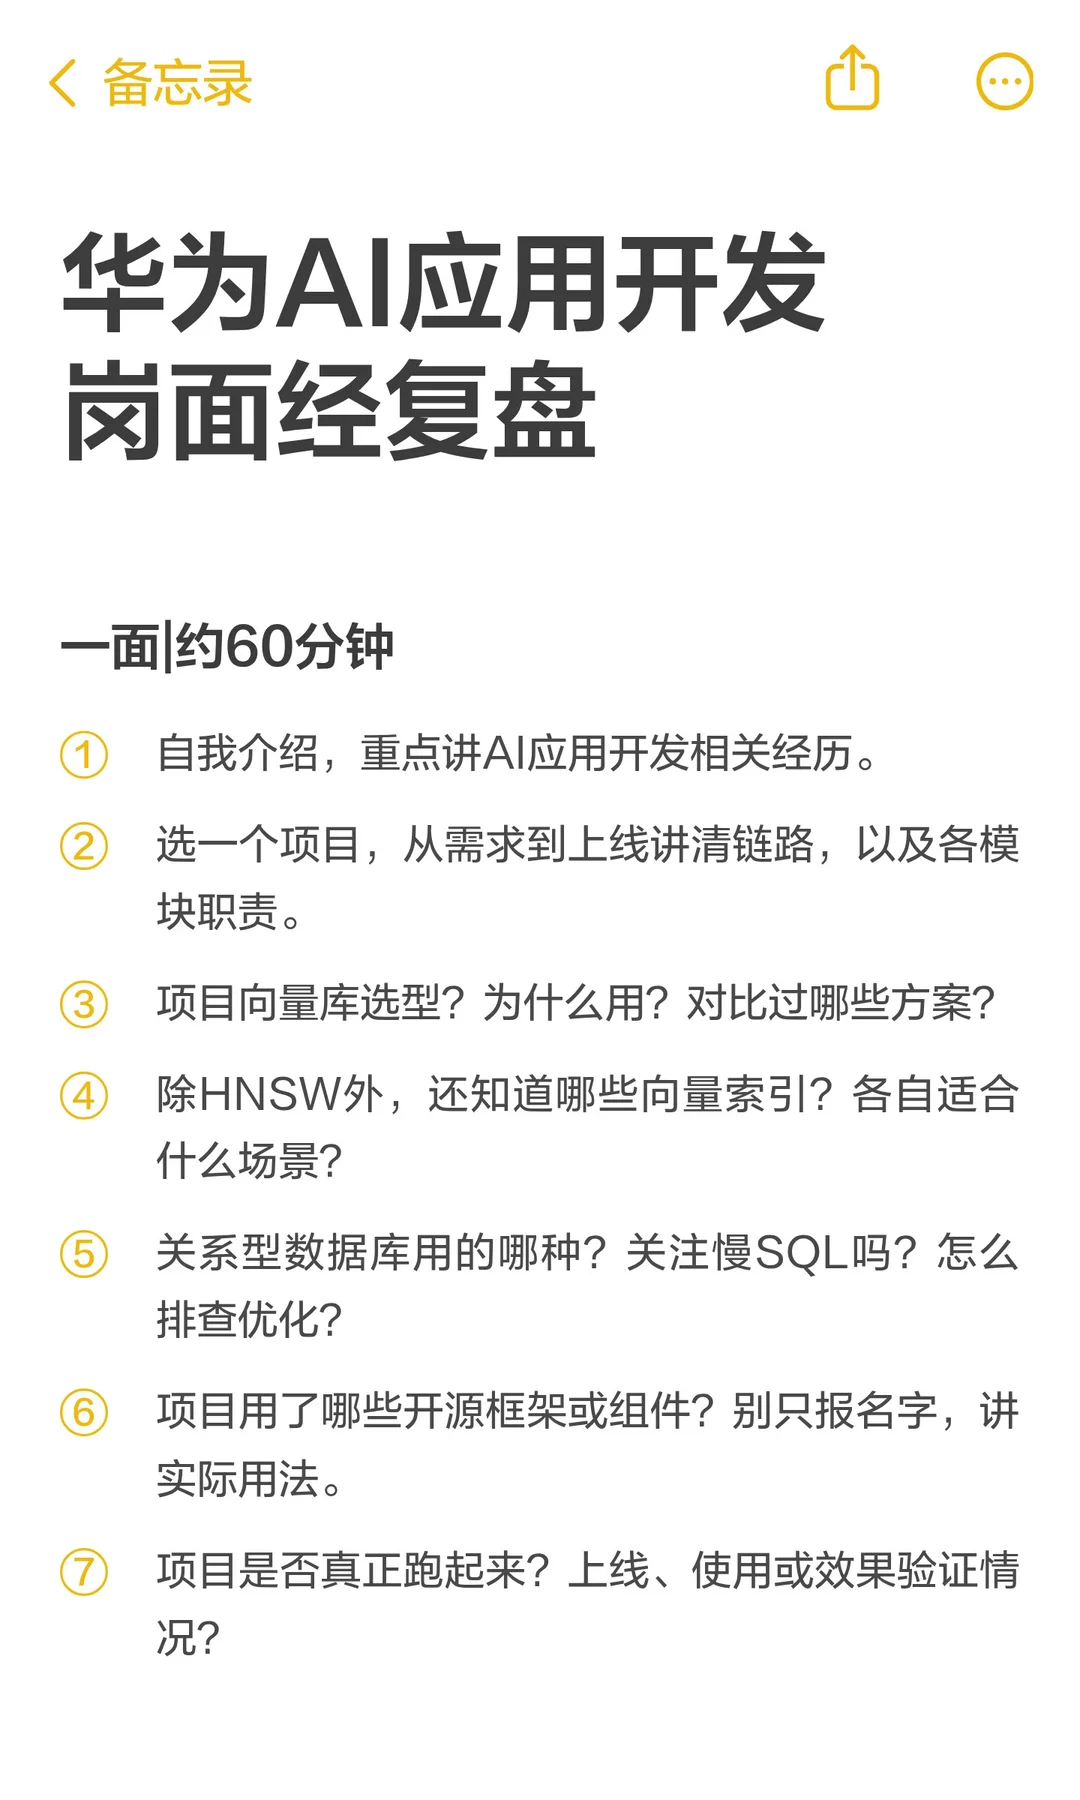 备忘录
华为AI应用开发
岗面经复盘
一面|约60分钟
① 自我介绍，重点讲AI应用开发相关经历。
② 选一个项目，从需求到上线讲清链路，以及各模
块职责。
③ 项目向量库选型？为什么用？对比过哪些方案？
④ 除HNSW外，还知道哪些向量索引？各自适合
什么场景？
⑤ 关系型数据库用的哪种？关注慢SQL吗？怎么
排查优化？
⑥ 项目用了哪些开源框架或组件？别只报名字，讲
实际用法。
⑦ 项目是否真正跑起来？上线、使用或效果验证情
况？